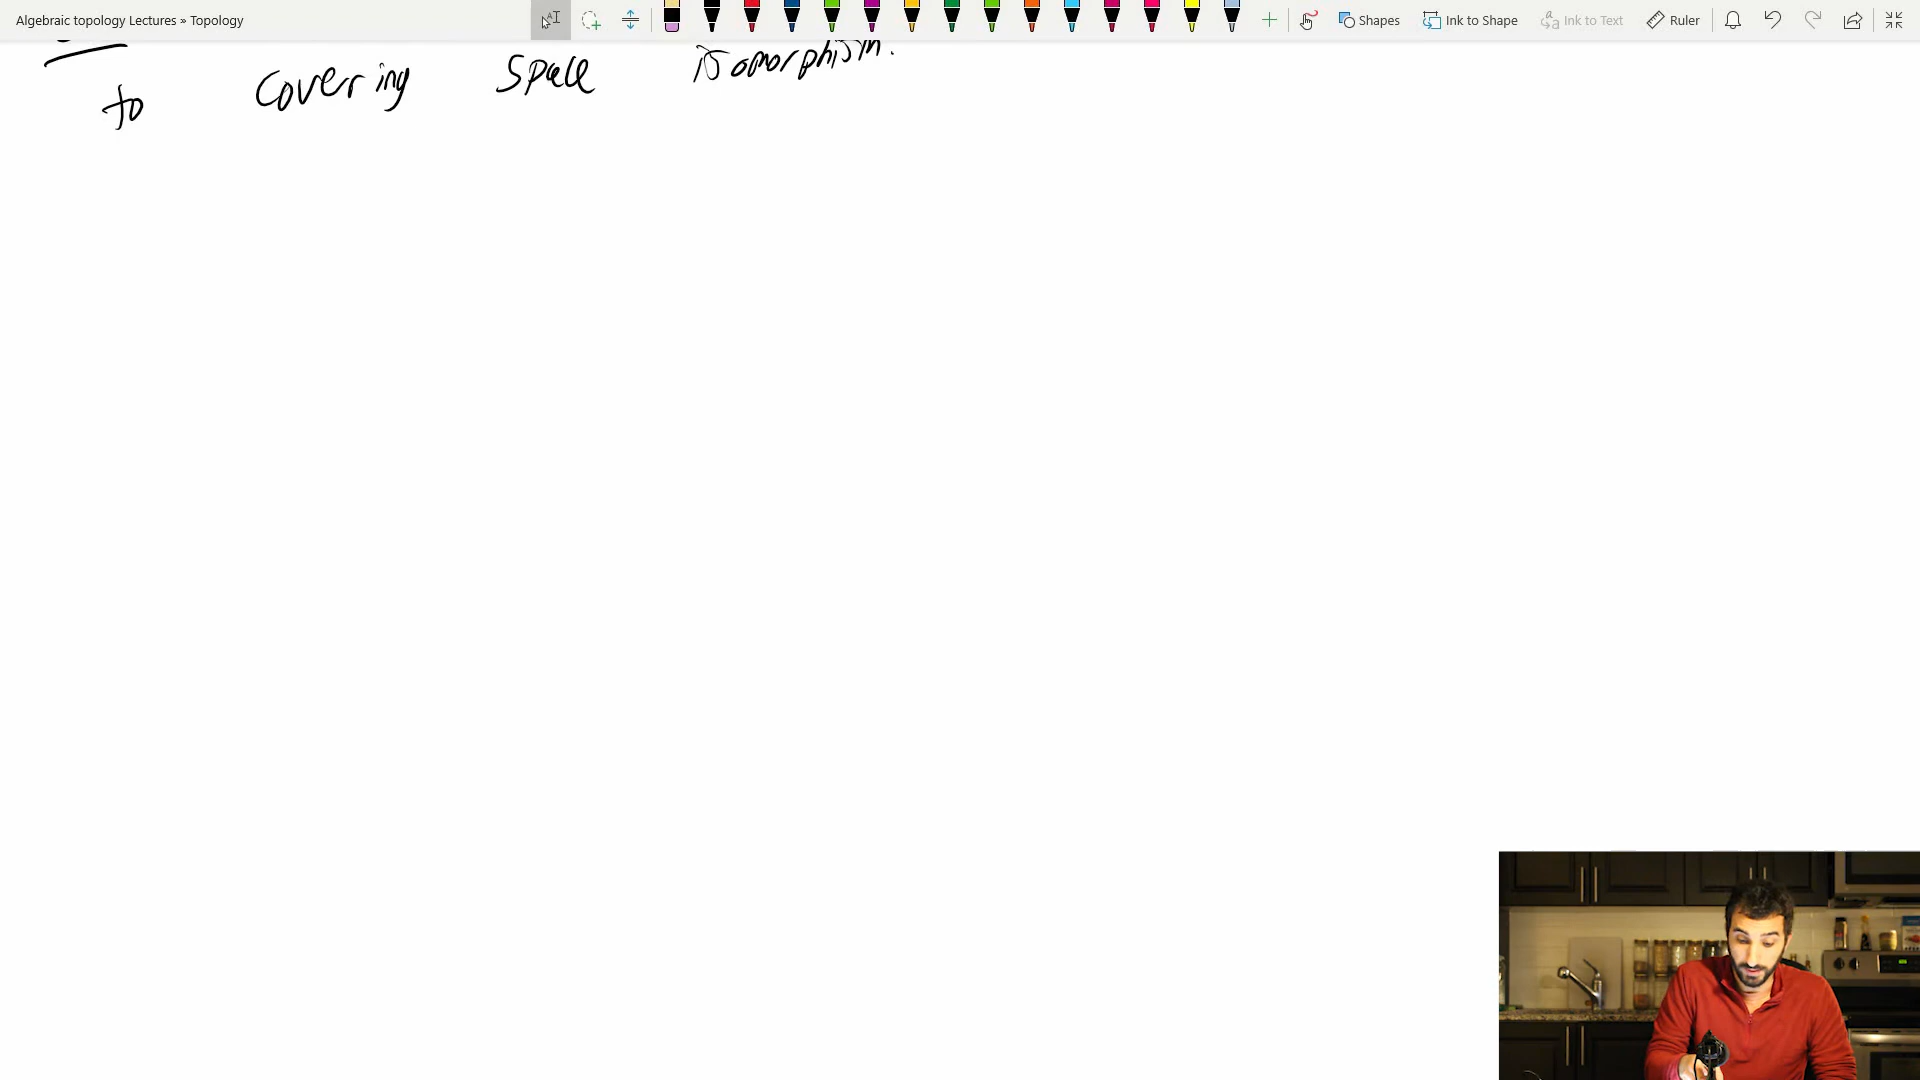 Algebraic topology Lectures » Topology
Shapes
Ink to Shape
Ink to Text
Ruler
to covering space isomorphism.